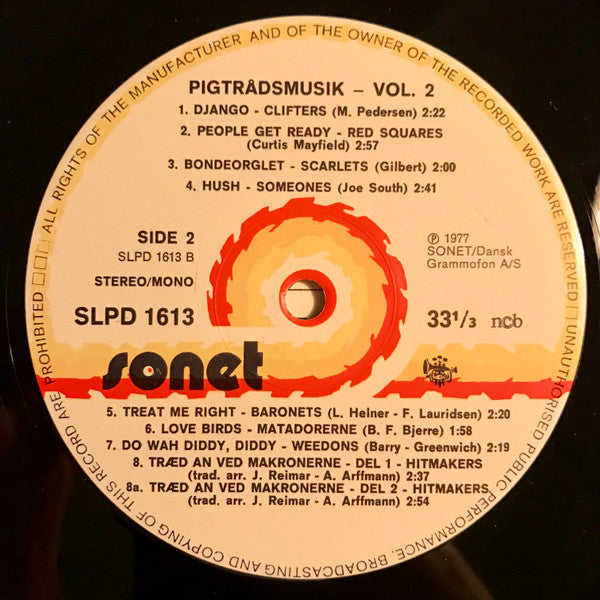 □□□ ALL RIGHTS OF THE MANUFACTURER AND OF THE OWNER OF THE RECORDED WORK ARE RESERVED □ UNAUTHORISED PUBLIC PERFORMANCE, BROADCASTING AND COPYING OF THIS RECORD ARE PROHIBITED
PIGTRÅDSMUSIK – VOL. 2
1. DJANGO - CLIFTERS (M. Pedersen) 2:22
2. PEOPLE GET READY - RED SQUARES
(Curtis Mayfield) 2:57
3. BONDEORGLET - SCARLETS (Gilbert) 2:00
4. HUSH - SOMEONES (Joe South) 2:41
SIDE 2
SLPD 1613 B
STEREO/MONO
SLPD 1613
℗ 1977
SONET/Dansk
Grammofon A/S
33 1/3 ncb
sonet
5. TREAT ME RIGHT - BARONETS (L. Helner - F. Lauridsen) 2:20
6. LOVE BIRDS - MATADORERNE (B. F. Bjerre) 1:58
7. DO WAH DIDDY, DIDDY - WEEDONS (Barry - Greenwich) 2:19
8. TRÆD AN VED MAKRONERNE - DEL 1 - HITMAKERS
(trad. arr. J. Reimar - A. Arffmann) 2:37
8a. TRÆD AN VED MAKRONERNE - DEL 2 - HITMAKERS
(trad. arr. J. Reimar - A. Arffmann) 2:54